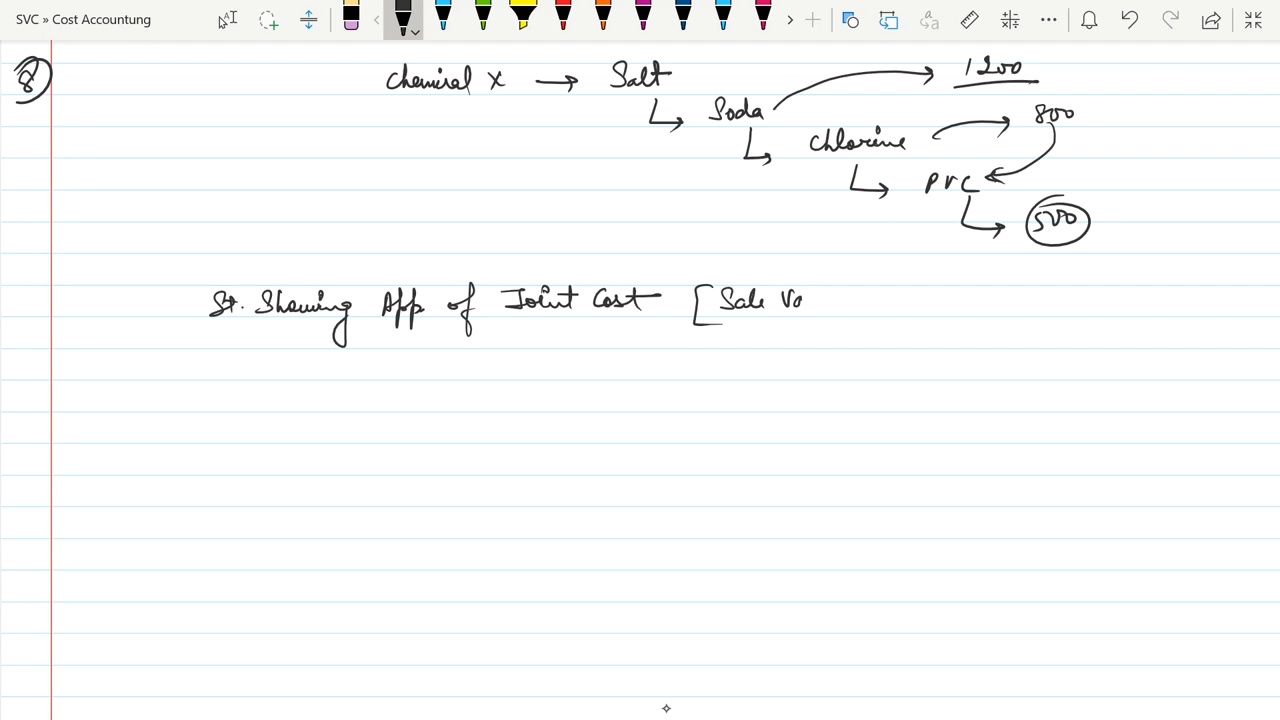 SVC » Cost Accountung
8
Chemical X → Salt
1200
Soda
800
Chlorine
PVC
500
St. Showing App of Joint Cost [Sale Va